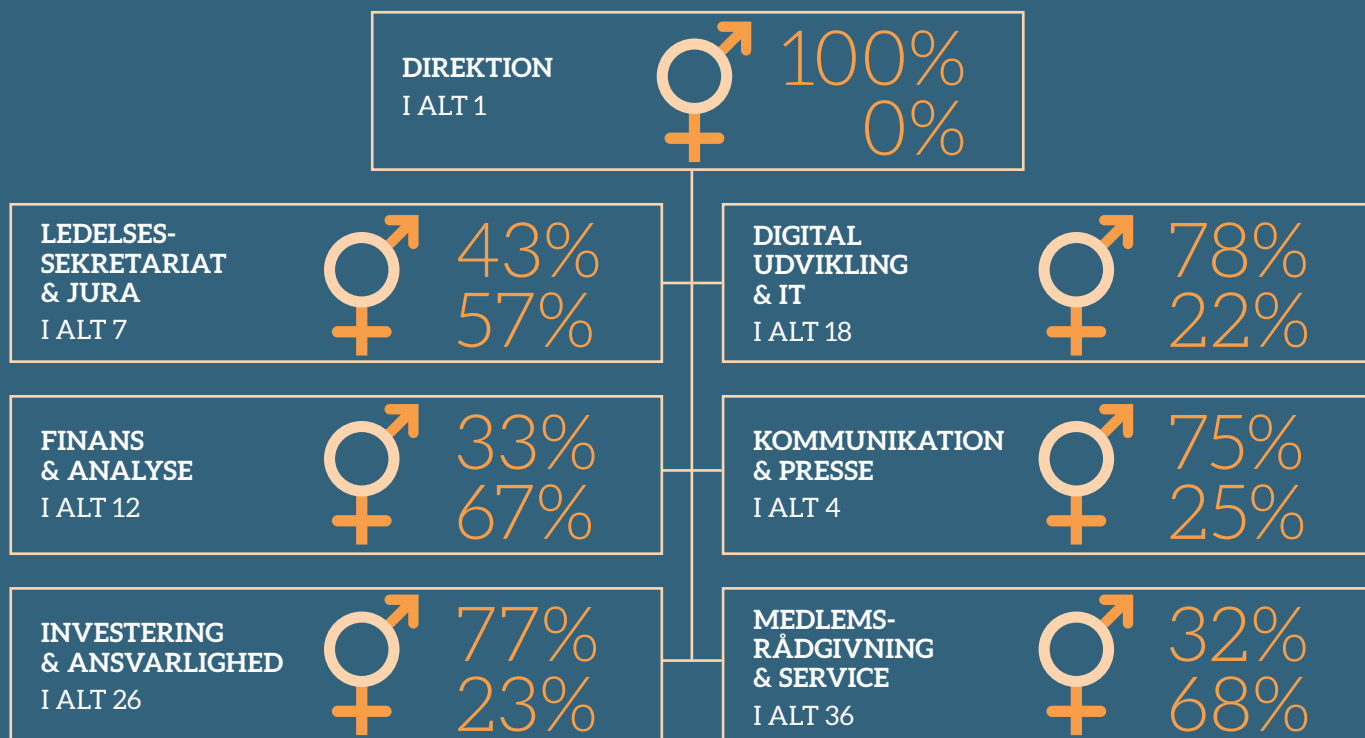 DIREKTION
I ALT 1
100%
0%
LEDELSES-
SEKRETARIAT
& JURA
I ALT 7
43%
57%
DIGITAL
UDVIKLING
& IT
I ALT 18
78%
22%
FINANS
& ANALYSE
I ALT 12
33%
67%
KOMMUNIKATION
& PRESSE
I ALT 4
75%
25%
INVESTERING
& ANSVARLIGHED
I ALT 26
77%
23%
MEDLEMS-
RÅDGIVNING
& SERVICE
I ALT 36
32%
68%